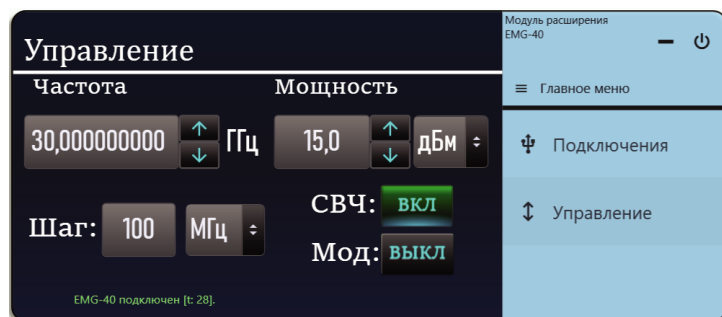 Управление
Частота
Мощность
30,000000000 ГГц
15,0 дБм
Шаг: 100 МГц
СВЧ: ВКЛ
Мод: ВЫКЛ
EMG-40 подключен [t: 28].
Модуль расширения
EMG-40
Главное меню
Подключения
Управление